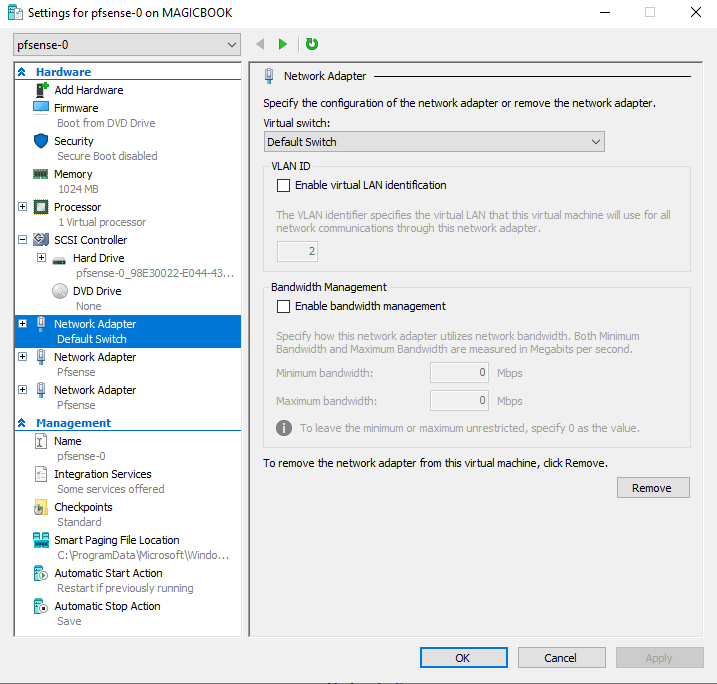 Settings for pfsense-0 on MAGICBOOK
pfsense-0
Hardware
Add Hardware
Firmware
Boot from DVD Drive
Security
Secure Boot disabled
Memory
1024 MB
Processor
1 Virtual processor
SCSI Controller
Hard Drive
pfsense-0_98E30022-E044-43...
DVD Drive
None
Network Adapter
Default Switch
Network Adapter
Pfsense
Network Adapter
Pfsense
Management
Name
pfsense-0
Integration Services
Some services offered
Checkpoints
Standard
Smart Paging File Location
C:\ProgramData\Microsoft\Windo...
Automatic Start Action
Restart if previously running
Automatic Stop Action
Save
Network Adapter
Specify the configuration of the network adapter or remove the network adapter.
Virtual switch:
Default Switch
VLAN ID
Enable virtual LAN identification
The VLAN identifier specifies the virtual LAN that this virtual machine will use for all
network communications through this network adapter.
2
Bandwidth Management
Enable bandwidth management
Specify how this network adapter utilizes network bandwidth. Both Minimum
Bandwidth and Maximum Bandwidth are measured in Megabits per second.
Minimum bandwidth: 0 Mbps
Maximum bandwidth: 0 Mbps
To leave the minimum or maximum unrestricted, specify 0 as the value.
To remove the network adapter from this virtual machine, click Remove.
Remove
OK Cancel Apply